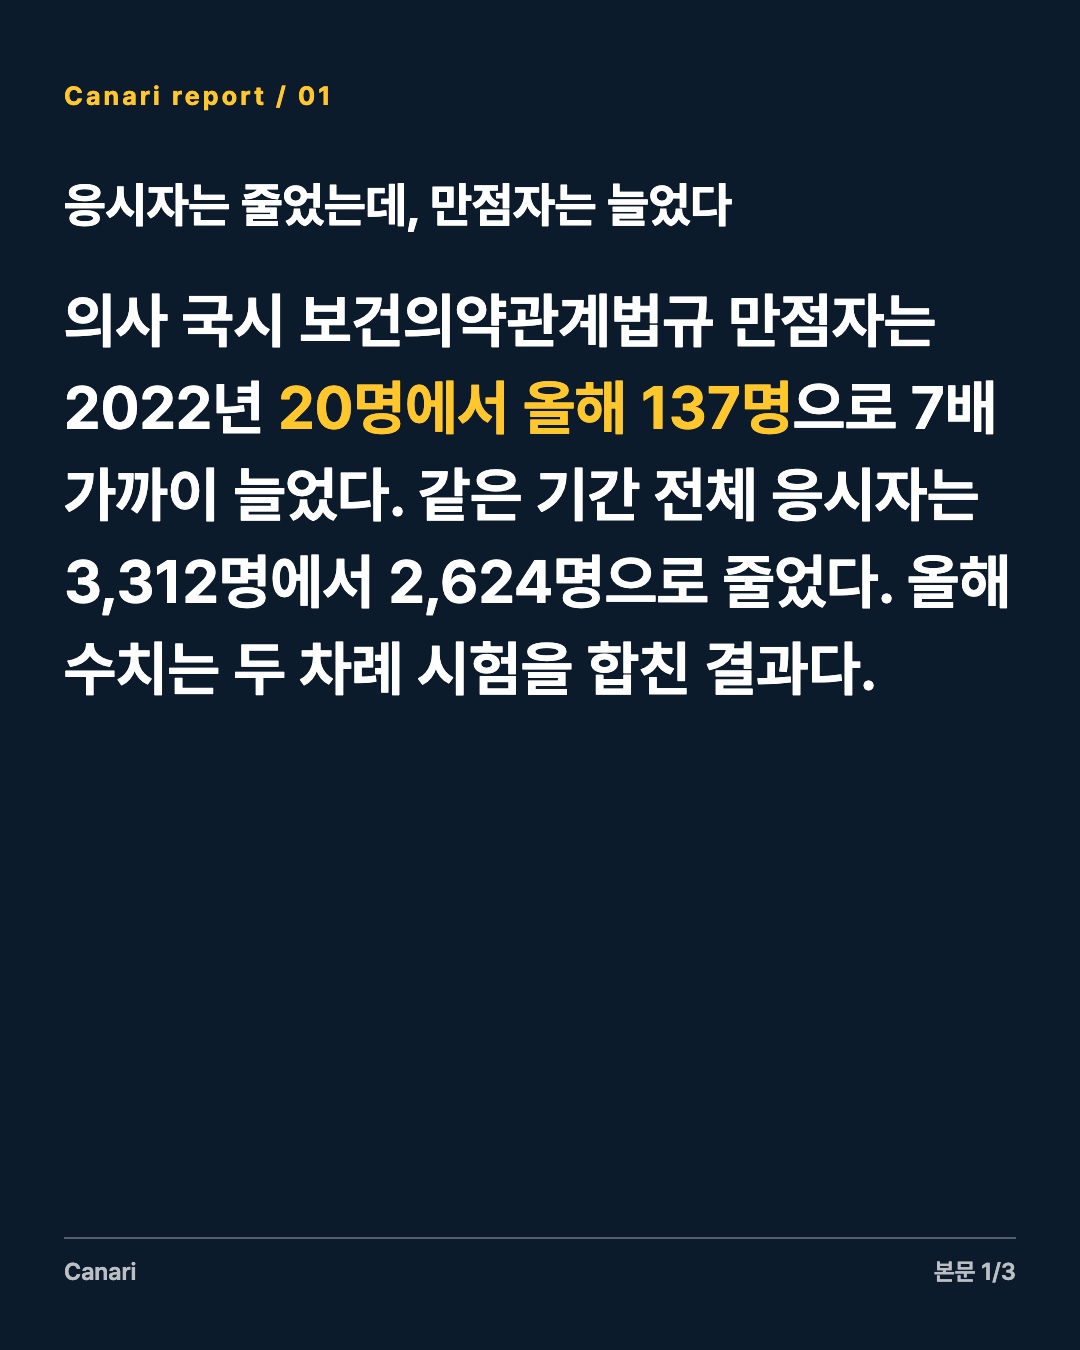 Canari report / 01
응시자는 줄었는데, 만점자는 늘었다
의사 국시 보건의약관계법규 만점자는
2022년 20명에서 올해 137명으로 7배
가까이 늘었다. 같은 기간 전체 응시자는
3,312명에서 2,624명으로 줄었다. 올해
수치는 두 차례 시험을 합친 결과다.
Canari
본문 1/3